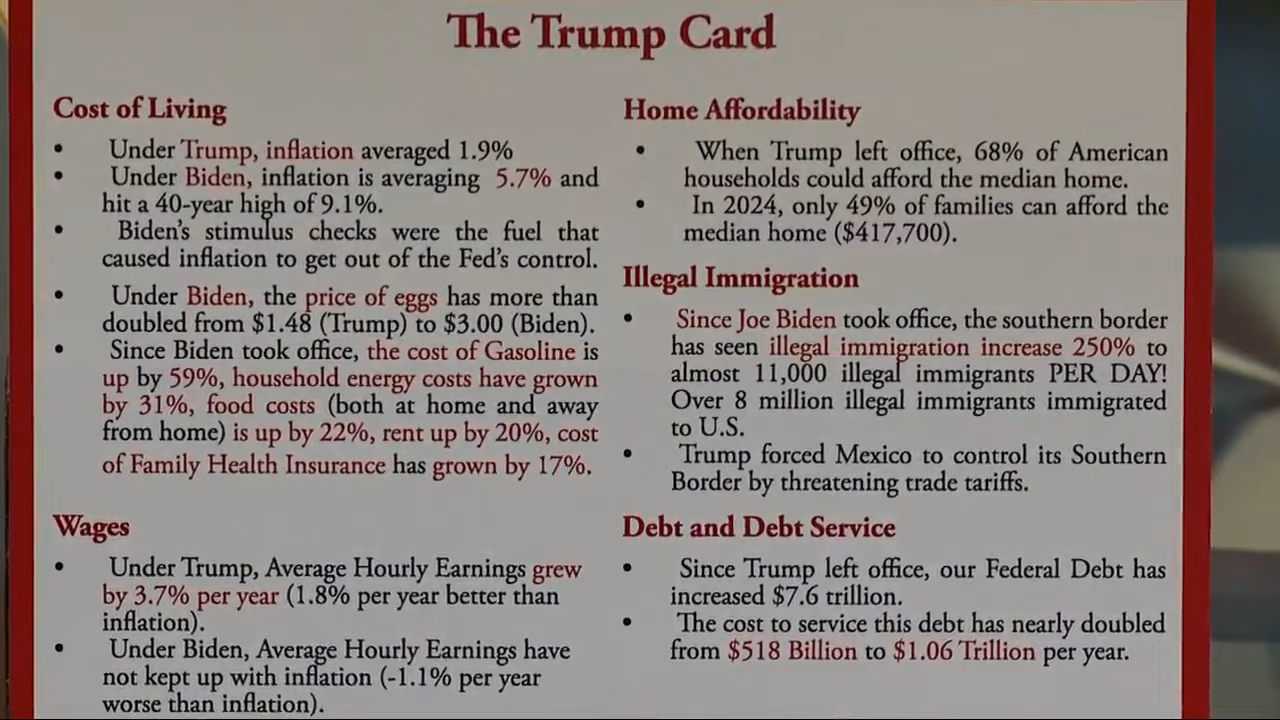 The Trump Card
Cost of Living
• Under Trump, inflation averaged 1.9%
• Under Biden, inflation is averaging 5.7% and
hit a 40-year high of 9.1%.
• Biden's stimulus checks were the fuel that
caused inflation to get out of the Fed's control.
• Under Biden, the price of eggs has more than
doubled from $1.48 (Trump) to $3.00 (Biden).
• Since Biden took office, the cost of Gasoline is
up by 59%, household energy costs have grown
by 31%, food costs (both at home and away
from home) is up by 22%, rent up by 20%, cost
of Family Health Insurance has grown by 17%.
Wages
• Under Trump, Average Hourly Earnings grew
by 3.7% per year (1.8% per year better than
inflation).
• Under Biden, Average Hourly Earnings have
not kept up with inflation (-1.1% per year
worse than inflation).
Home Affordability
• When Trump left office, 68% of American
households could afford the median home.
• In 2024, only 49% of families can afford the
median home ($417,700).
Illegal Immigration
• Since Joe Biden took office, the southern border
has seen illegal immigration increase 250% to
almost 11,000 illegal immigrants PER DAY!
Over 8 million illegal immigrants immigrated
to U.S.
• Trump forced Mexico to control its Southern
Border by threatening trade tariffs.
Debt and Debt Service
• Since Trump left office, our Federal Debt has
increased $7.6 trillion.
• The cost to service this debt has nearly doubled
from $518 Billion to $1.06 Trillion per year.